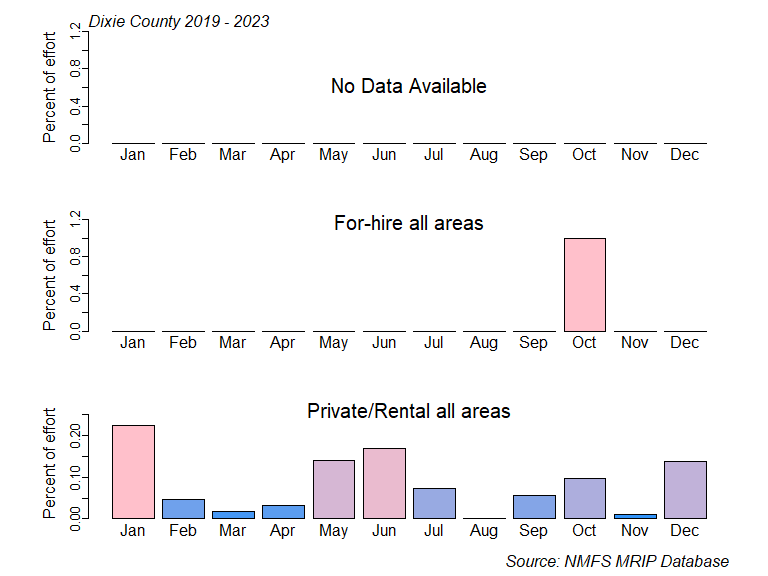 Dixie County 2019 - 2023
Percent of effort
1.2
0.8
0.4
0.0
No Data Available
Jan Feb Mar Apr May Jun Jul Aug Sep Oct Nov Dec
For-hire all areas
Percent of effort
1.2
0.8
0.4
0.0
Jan Feb Mar Apr May Jun Jul Aug Sep Oct Nov Dec
Private/Rental all areas
Percent of effort
0.20
0.10
0.00
Jan Feb Mar Apr May Jun Jul Aug Sep Oct Nov Dec
Source: NMFS MRIP Database